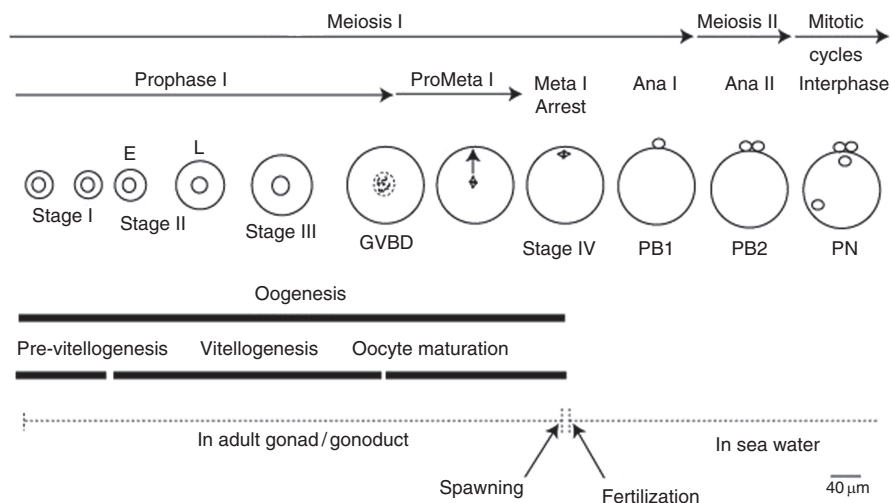 Meiosis I Meiosis II Mitotic
cycles
Prophase I ProMeta I Meta I Ana I Ana II Interphase
Arrest
E L
Stage I Stage II Stage III GVBD Stage IV PB1 PB2 PN
Oogenesis
Pre-vitellogenesis Vitellogenesis Oocyte maturation
In adult gonad/gonoduct In sea water
Spawning Fertilization 40 μm